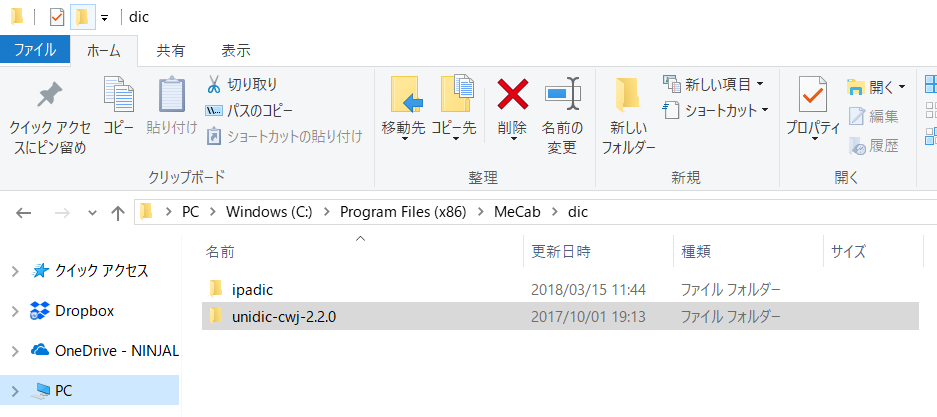 dic
ファイル ホーム 共有 表示
クイック アクセスにピン留め
コピー
貼り付け
切り取り
パスのコピー
ショートカットの貼り付け
クリップボード
移動先
コピー先
削除
名前の変更
整理
新しいフォルダー
新しい項目
ショートカット
新規
プロパティ
開く
編集
履歴
開く
PC Windows (C:) Program Files (x86) MeCab dic
クイック アクセス
Dropbox
OneDrive - NINJAL
PC
名前 更新日時 種類 サイズ
ipadic 2018/03/15 11:44 ファイル フォルダー
unidic-cwj-2.2.0 2017/10/01 19:13 ファイル フォルダー